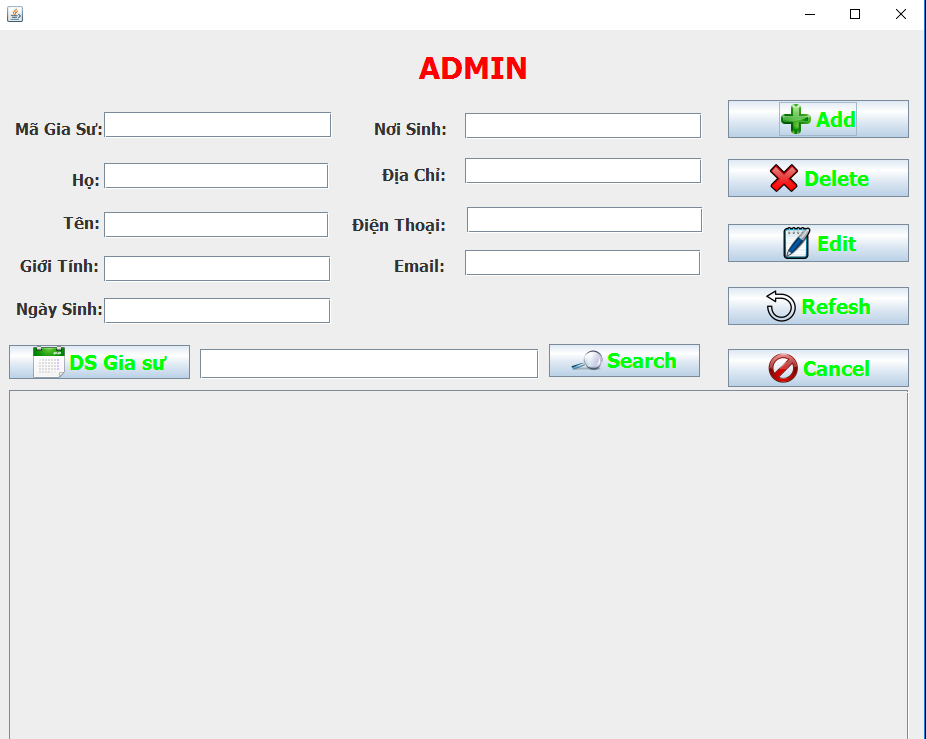 ADMIN
Mã Gia Sư:
Nơi Sinh:
Add
Họ:
Địa Chỉ:
Delete
Tên:
Điện Thoại:
Edit
Giới Tính:
Email:
Ngày Sinh:
Refesh
DS Gia sư
Search
Cancel